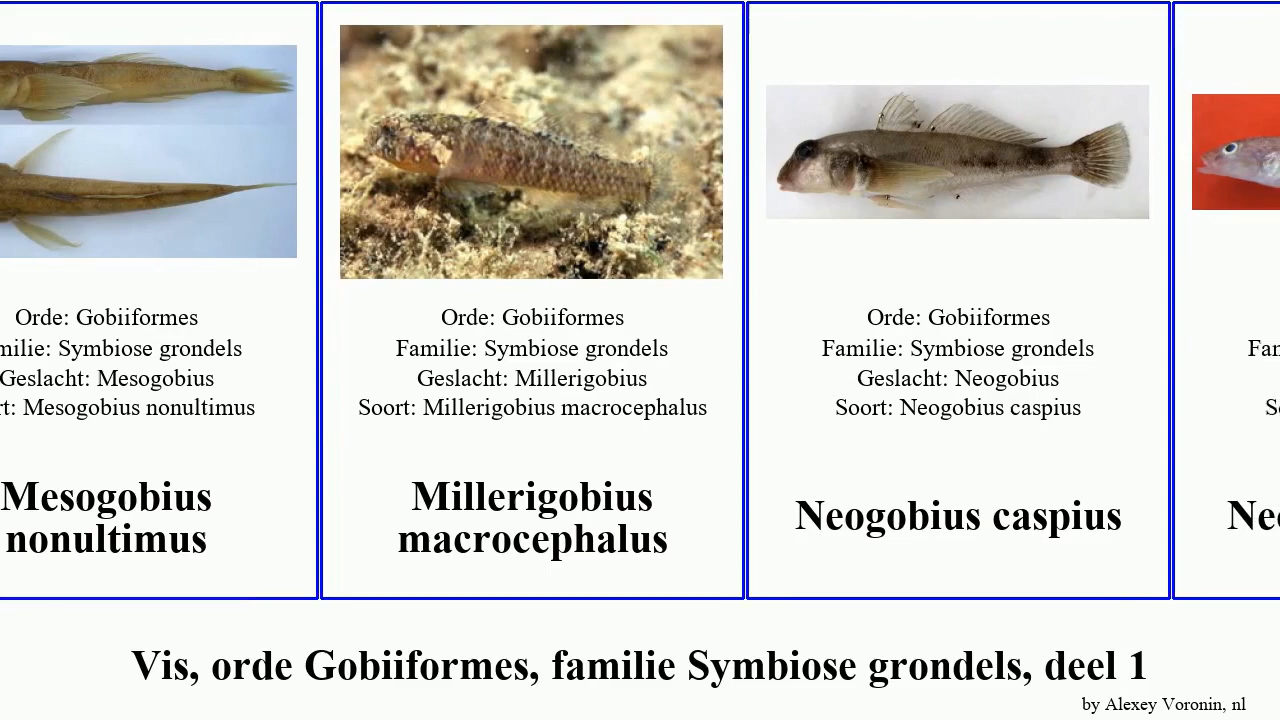 Orde: Gobiiformes
milie: Symbiose grondels
Geslacht: Mesogobius
rt: Mesogobius nonultimus
Mesogobius
nonultimus
Orde: Gobiiformes
Familie: Symbiose grondels
Geslacht: Millerigobius
Soort: Millerigobius macrocephalus
Millerigobius
macrocephalus
Orde: Gobiiformes
Familie: Symbiose grondels
Geslacht: Neogobius
Soort: Neogobius caspius
Neogobius caspius
Vis, orde Gobiiformes, familie Symbiose grondels, deel 1
by Alexey Voronin, nl